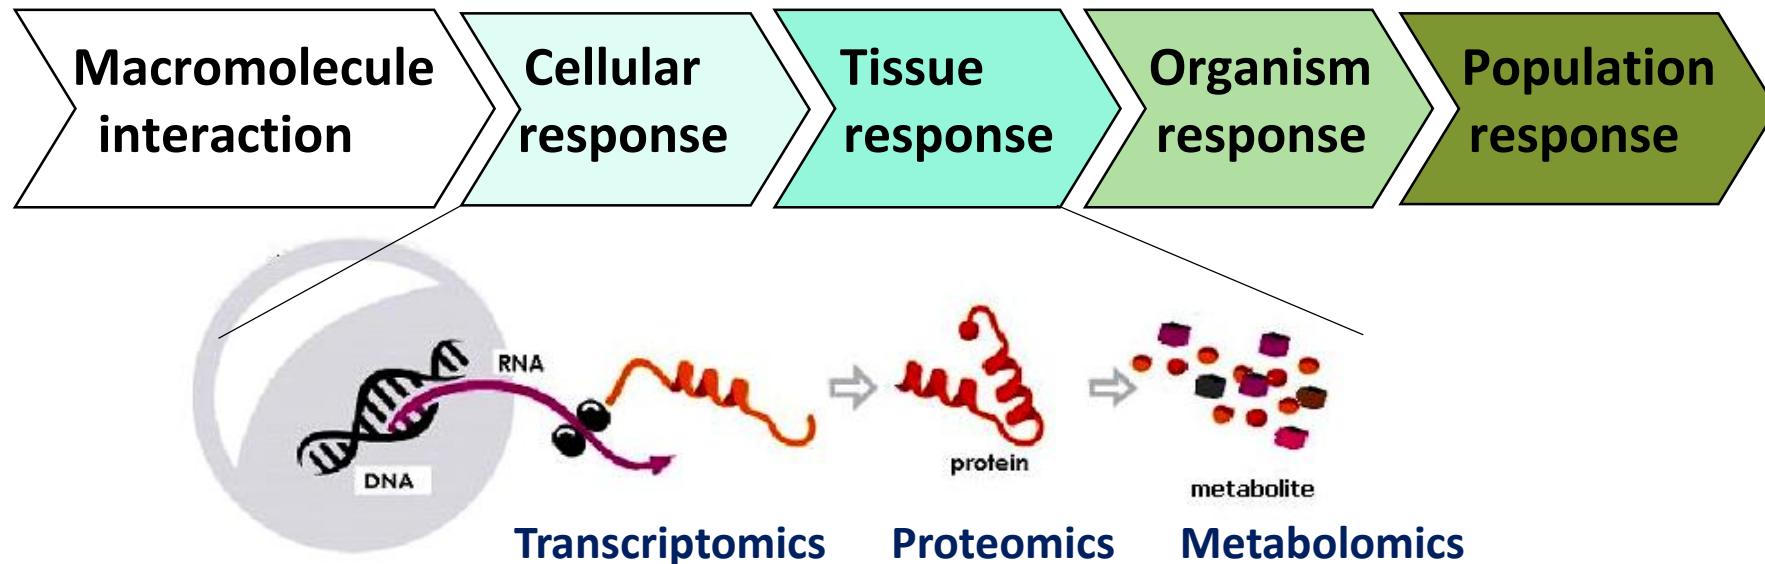 Macromolecule
interaction
Cellular
response
Tissue
response
Organism
response
Population
response
RNA
DNA
protein
metabolite
Transcriptomics
Proteomics
Metabolomics